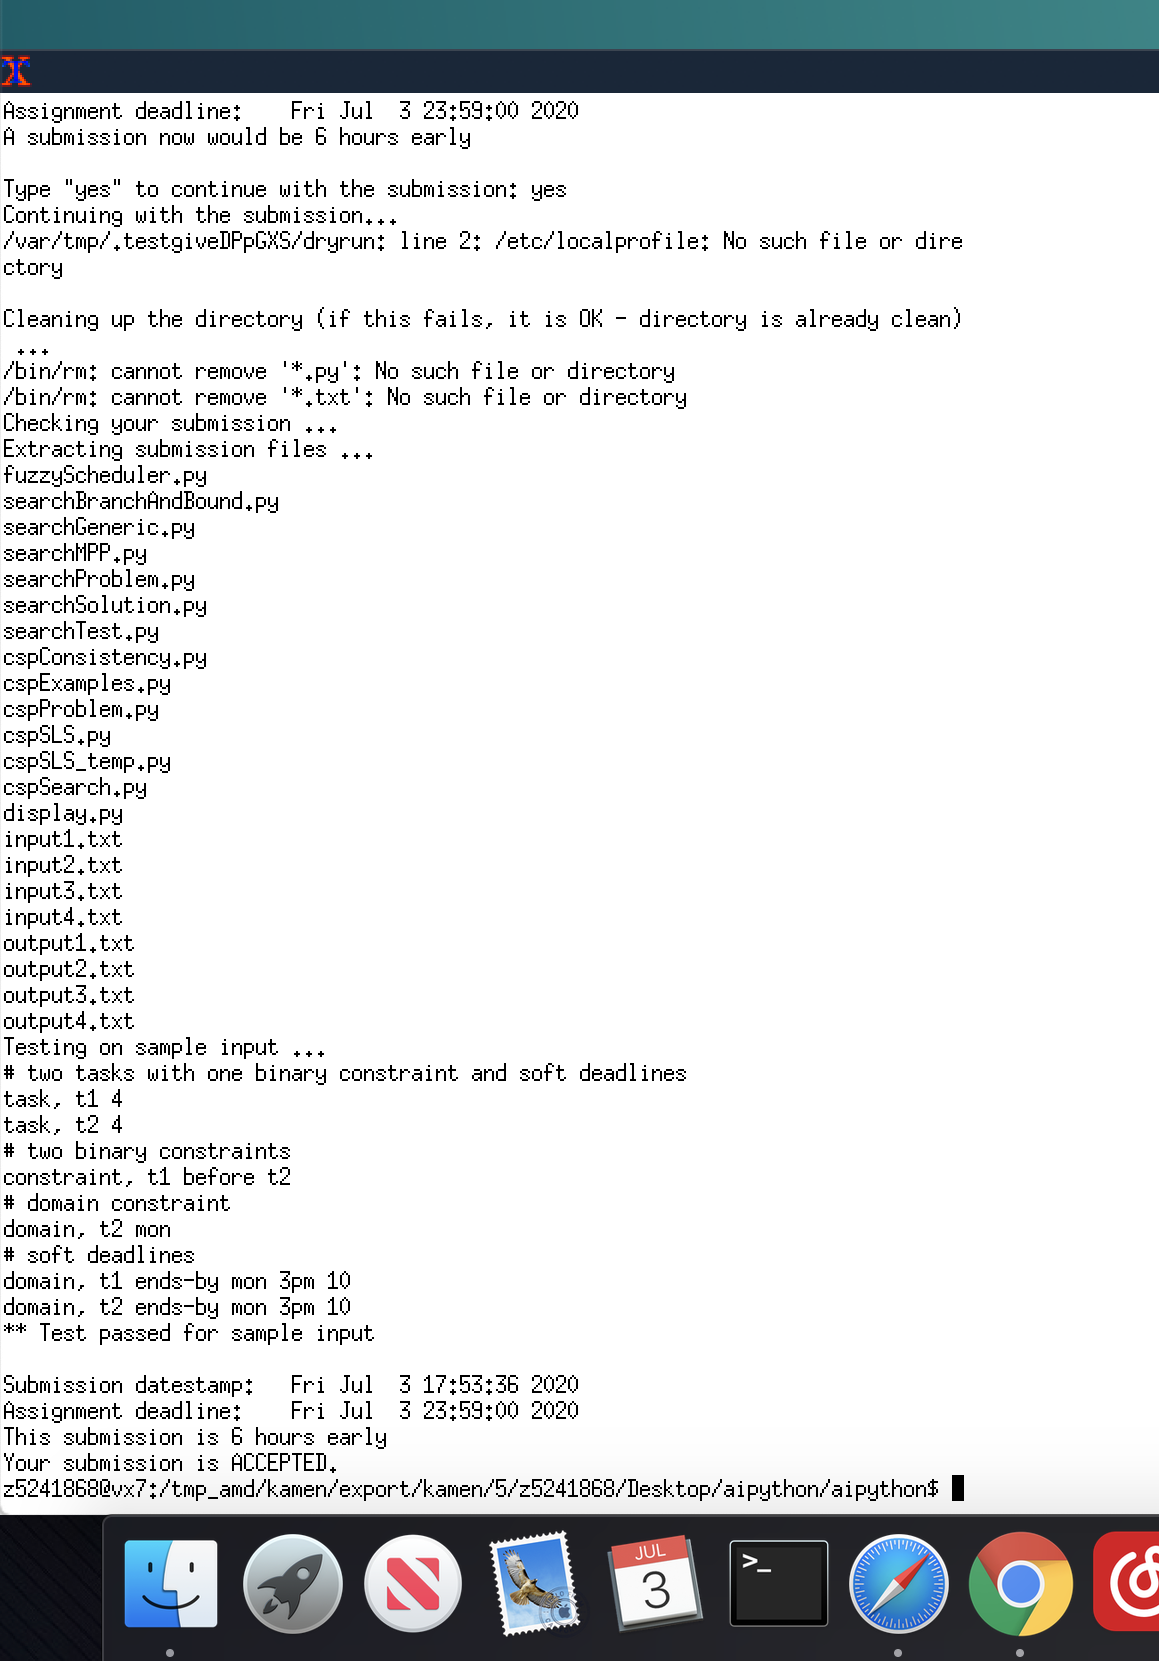 Assignment deadline:    Fri Jul  3 23:59:00 2020
A submission now would be 6 hours early
Type "yes" to continue with the submission: yes
Continuing with the submission...
/var/tmp/.testgiveDPpGXS/dryrun: line 2: /etc/localprofile: No such file or dire
ctory
Cleaning up the directory (if this fails, it is OK - directory is already clean)
 ...
/bin/rm: cannot remove '*.py': No such file or directory
/bin/rm: cannot remove '*.txt': No such file or directory
Checking your submission ...
Extracting submission files ...
fuzzyScheduler.py
searchBranchAndBound.py
searchGeneric.py
searchMPP.py
searchProblem.py
searchSolution.py
searchTest.py
cspConsistency.py
cspExamples.py
cspProblem.py
cspSLS.py
cspSLS_temp.py
cspSearch.py
display.py
input1.txt
input2.txt
input3.txt
input4.txt
output1.txt
output2.txt
output3.txt
output4.txt
Testing on sample input ...
# two tasks with one binary constraint and soft deadlines
task, t1 4
task, t2 4
# two binary constraints
constraint, t1 before t2
# domain constraint
domain, t2 mon
# soft deadlines
domain, t1 ends-by mon 3pm 10
domain, t2 ends-by mon 3pm 10
** Test passed for sample input
Submission datestamp:   Fri Jul  3 17:53:36 2020
Assignment deadline:    Fri Jul  3 23:59:00 2020
This submission is 6 hours early
Your submission is ACCEPTED.
z5241868@vx7:/tmp_amd/kamen/export/kamen/5/z5241868/Desktop/aipython/aipython$
JUL
3
>_